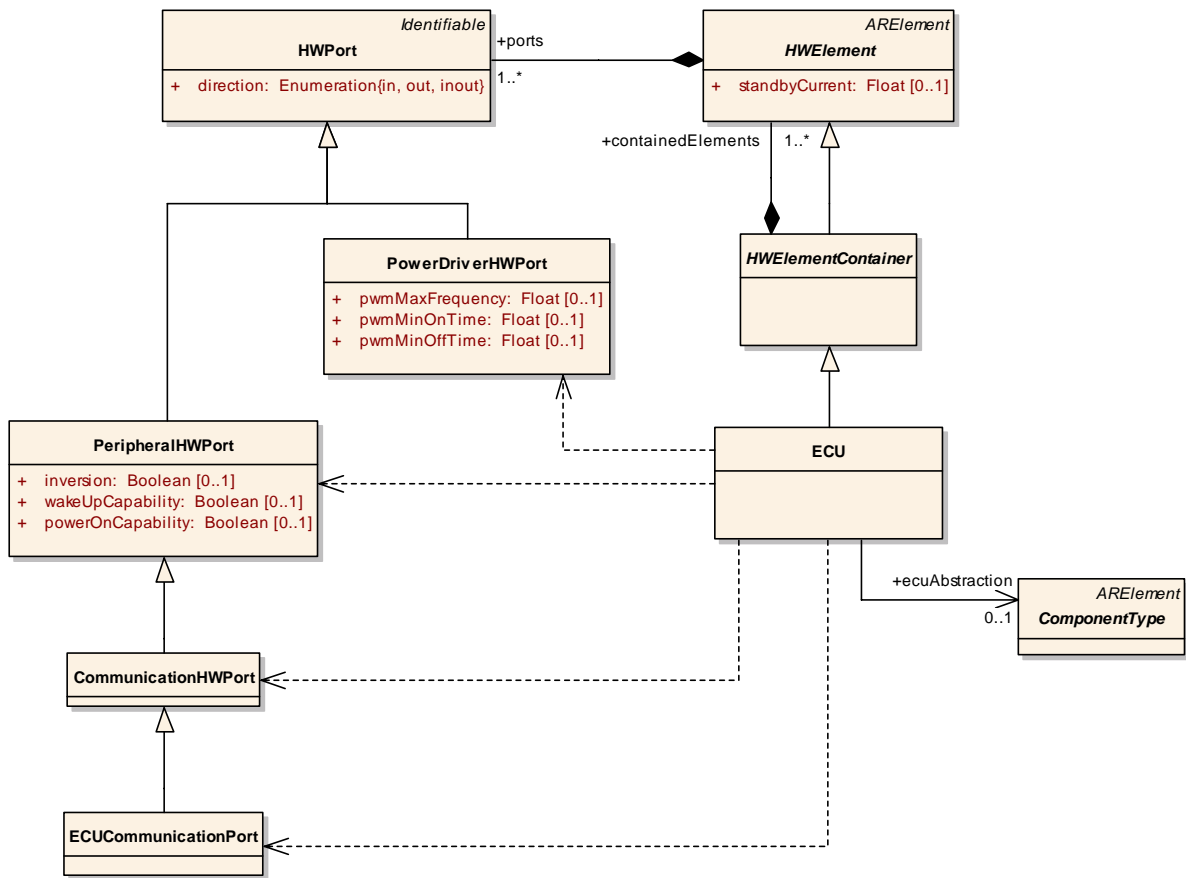 Identifiable
HWPort
+ direction: Enumeration{in, out, inout}
+ports
1..*
ARElement
HWElement
+ standbyCurrent: Float [0..1]
+containedElements
1..*
HWElementContainer
PowerDriverHWPort
+ pwmMaxFrequency: Float [0..1]
+ pwmMinOnTime: Float [0..1]
+ pwmMinOffTime: Float [0..1]
PeripheralHWPort
+ inversion: Boolean [0..1]
+ wakeUpCapability: Boolean [0..1]
+ powerOnCapability: Boolean [0..1]
ECU
+ecuAbstraction
0..1
ARElement
ComponentType
CommunicationHWPort
ECUCommunicationPort